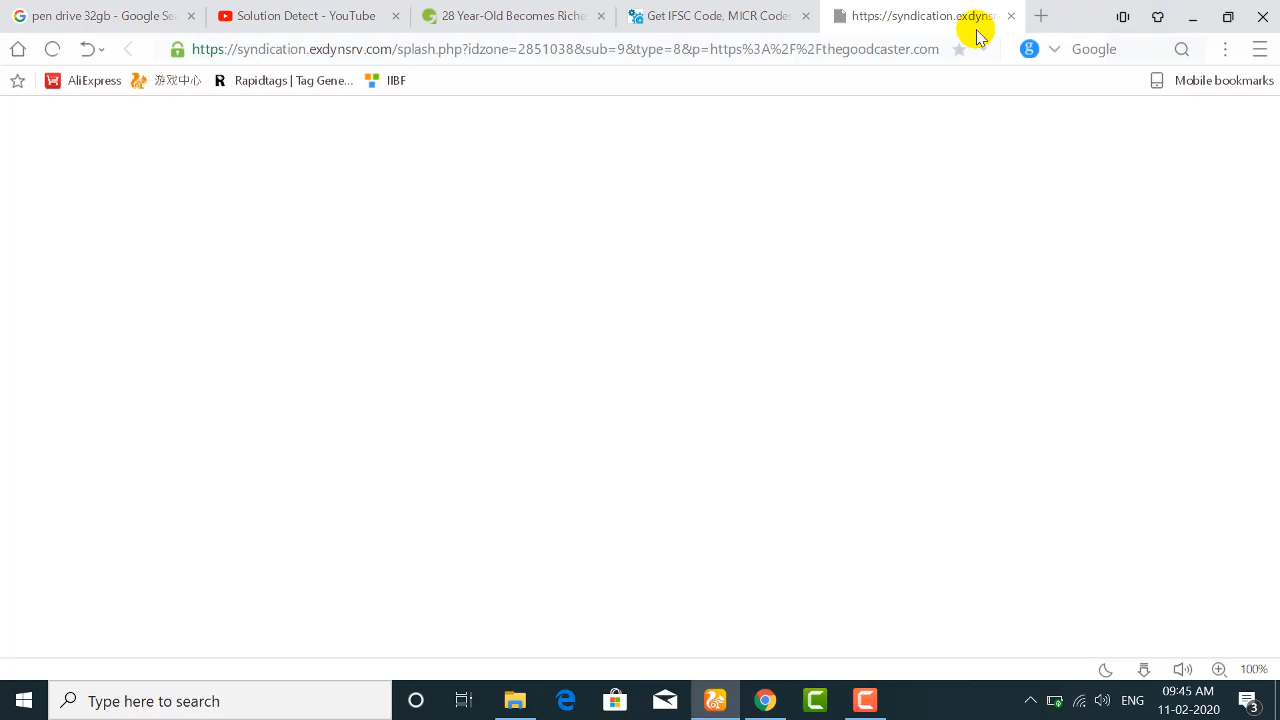 pen drive 32gb - Google Se
Solution Detect - YouTube
20 Year-Old Becomes Riche
Get IFSC Code, MICR Codes
https://syndication.exdynsr
https://syndication.exdynsrv.com/splash.php?idzone=2851038&sub=9&type=8&p=https%3A%2F%2Fthegoodcaster.com
Google
AliExpress
游戏中心
R Rapidtags | Tag Gene...
IIBF
Mobile bookmarks
100%
Type here to search
ENG
09:45 AM
11-02-2020
3